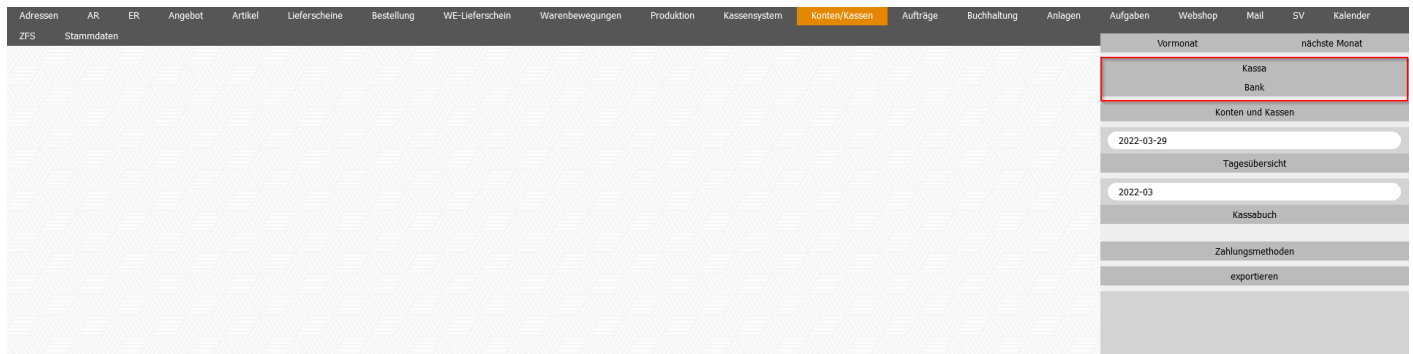 Adressen AR ER Angebot Artikel Lieferscheine Bestellung WE-Lieferschein Warenbewegungen Produktion Kassensystem Konten/Kassen Aufträge Buchhaltung Anlagen Aufgaben Webshop Mail SV Kalender
ZFS Stammdaten
Vormonat nächste Monat
Kassa
Bank
Konten und Kassen
2022-03-29
Tagesübersicht
2022-03
Kassabuch
Zahlungsmethoden
exportieren